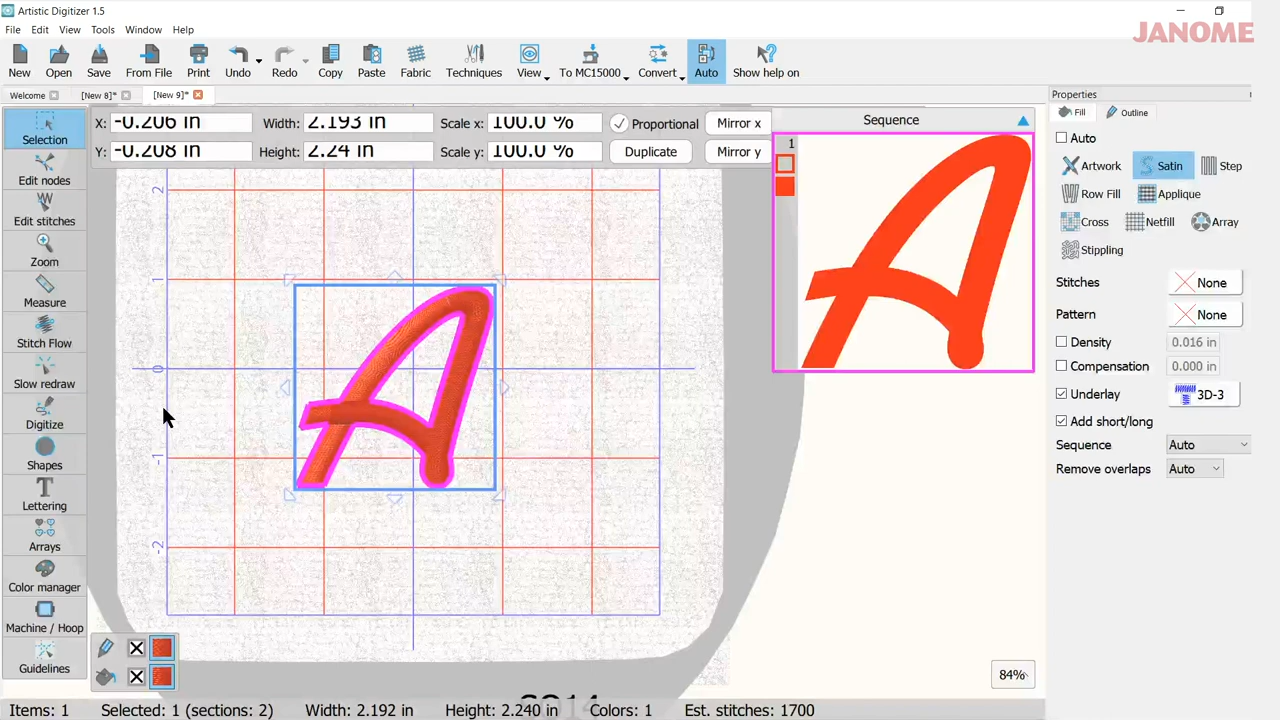 Artistic Digitizer 1.5
File Edit View Tools Window Help
JANOME
New Open Save From File Print Undo Redo Copy Paste Fabric Techniques View To MC15000 Convert Auto Show help on
Welcome [New 8]* [New 9]*
Properties
Fill Outline
Selection
Edit nodes
Edit stitches
Zoom
Measure
Stitch Flow
Slow redraw
Digitize
Shapes
Lettering
Arrays
Color manager
Machine / Hoop
Guidelines
X: -0.206 in Width: 2.193 in Scale x: 100.0 % Proportional Mirror x
Y: -0.208 in Height: 2.24 in Scale y: 100.0 % Duplicate Mirror y
Sequence
1
A
2
1
0
-1
-2
A
84%
Auto
Artwork Satin Step
Row Fill Applique
Cross Netfill Array
Stippling
Stitches None
Pattern None
Density 0.016 in
Compensation 0.000 in
Underlay 3D-3
Add short/long
Sequence Auto
Remove overlaps Auto
Items: 1 Selected: 1 (sections: 2) Width: 2.192 in Height: 2.240 in Colors: 1 Est. stitches: 1700